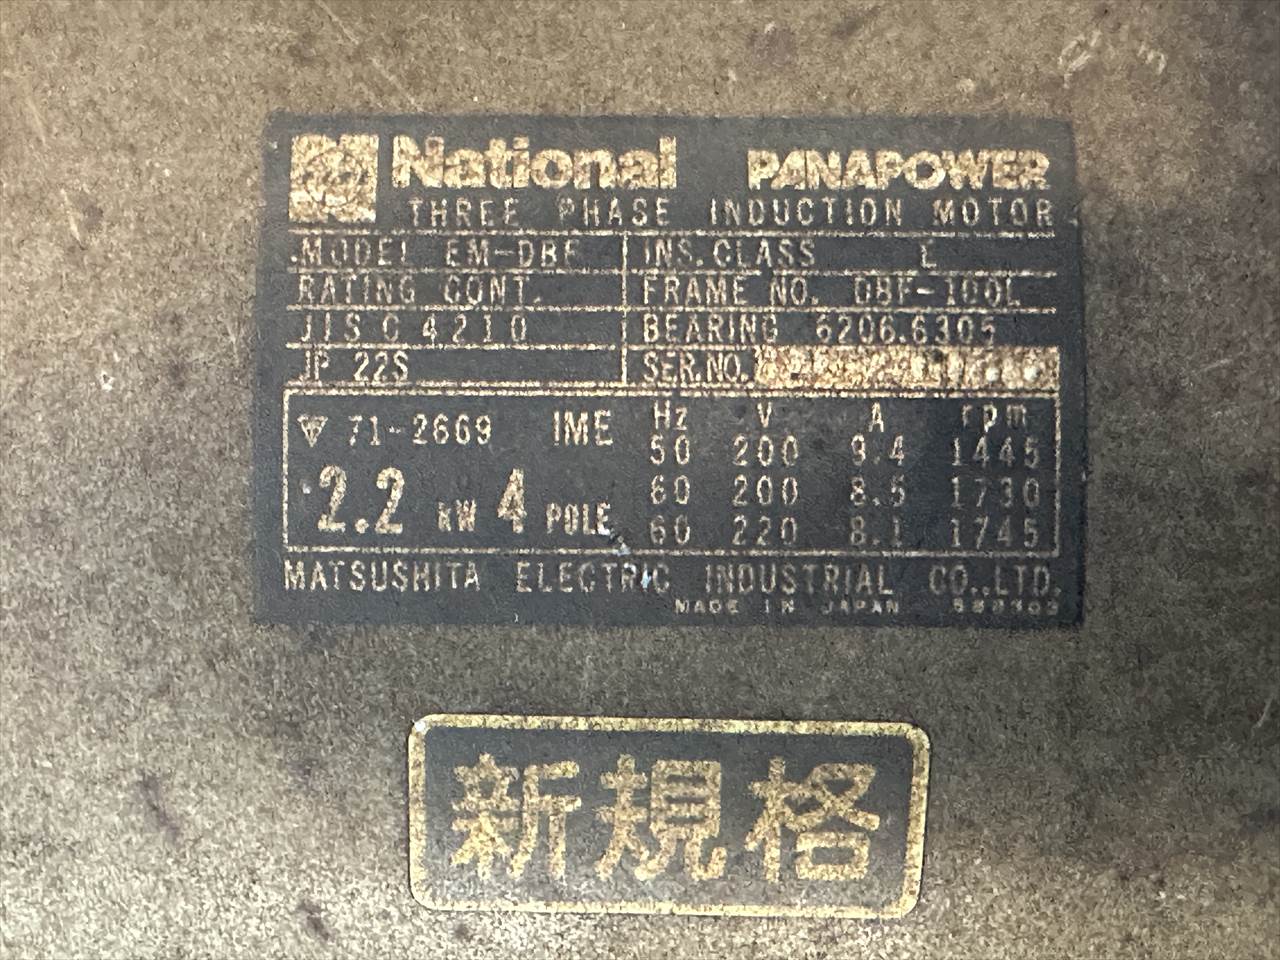 National PANAPOWER
THREE PHASE INDUCTION MOTOR
MODEL EM-DBF INS.CLASS E
RATING CONT. FRAME NO. DBF-100L
JIS C 4210 BEARING 6206.6305
IP 22S SER.NO.
71-2669 IME Hz V A rpm
50 200 9.4 1445
2.2 kW 4 POLE 60 200 8.5 1730
60 220 8.1 1745
MATSUSHITA ELECTRIC INDUSTRIAL CO.,LTD.
MADE IN JAPAN
新規格